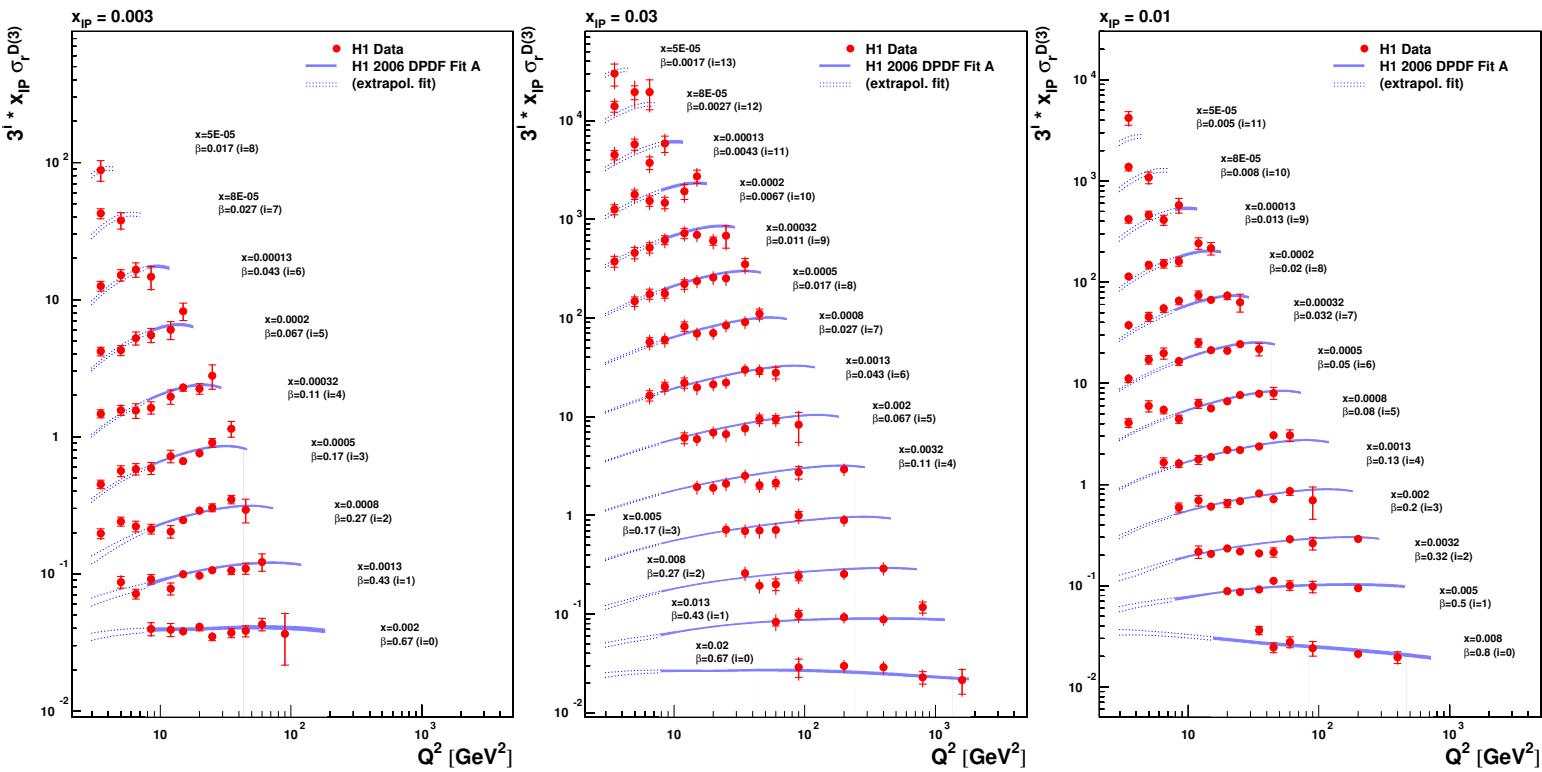 x_IP = 0.003
3^i * x_IP σ_r^D(3)
H1 Data
H1 2006 DPDF Fit A
(extrapol. fit)
x=5E-05
β=0.017 (i=8)
x=8E-05
β=0.027 (i=7)
x=0.00013
β=0.043 (i=6)
x=0.0002
β=0.067 (i=5)
x=0.00032
β=0.11 (i=4)
x=0.0005
β=0.17 (i=3)
x=0.0008
β=0.27 (i=2)
x=0.0013
β=0.43 (i=1)
x=0.002
β=0.67 (i=0)
10^2
10
1
10^-1
10^-2
10 10^2 10^3
Q^2 [GeV^2]
x_IP = 0.03
3^i * x_IP σ_r^D(3)
H1 Data
H1 2006 DPDF Fit A
(extrapol. fit)
x=5E-05
β=0.0017 (i=13)
x=8E-05
β=0.0027 (i=12)
x=0.00013
β=0.0043 (i=11)
x=0.0002
β=0.0067 (i=10)
x=0.00032
β=0.011 (i=9)
x=0.0005
β=0.017 (i=8)
x=0.0008
β=0.027 (i=7)
x=0.0013
β=0.043 (i=6)
x=0.002
β=0.067 (i=5)
x=0.0032
β=0.11 (i=4)
x=0.005
β=0.17 (i=3)
x=0.008
β=0.27 (i=2)
x=0.013
β=0.43 (i=1)
x=0.02
β=0.67 (i=0)
10^4
10^3
10^2
10
1
10^-1
10^-2
10 10^2 10^3
Q^2 [GeV^2]
x_IP = 0.01
3^i * x_IP σ_r^D(3)
H1 Data
H1 2006 DPDF Fit A
(extrapol. fit)
x=5E-05
β=0.005 (i=11)
x=8E-05
β=0.008 (i=10)
x=0.00013
β=0.013 (i=9)
x=0.0002
β=0.02 (i=8)
x=0.00032
β=0.032 (i=7)
x=0.0005
β=0.05 (i=6)
x=0.0008
β=0.08 (i=5)
x=0.0013
β=0.13 (i=4)
x=0.002
β=0.2 (i=3)
x=0.0032
β=0.32 (i=2)
x=0.005
β=0.5 (i=1)
x=0.008
β=0.8 (i=0)
10^4
10^3
10^2
10
1
10^-1
10^-2
10 10^2 10^3
Q^2 [GeV^2]